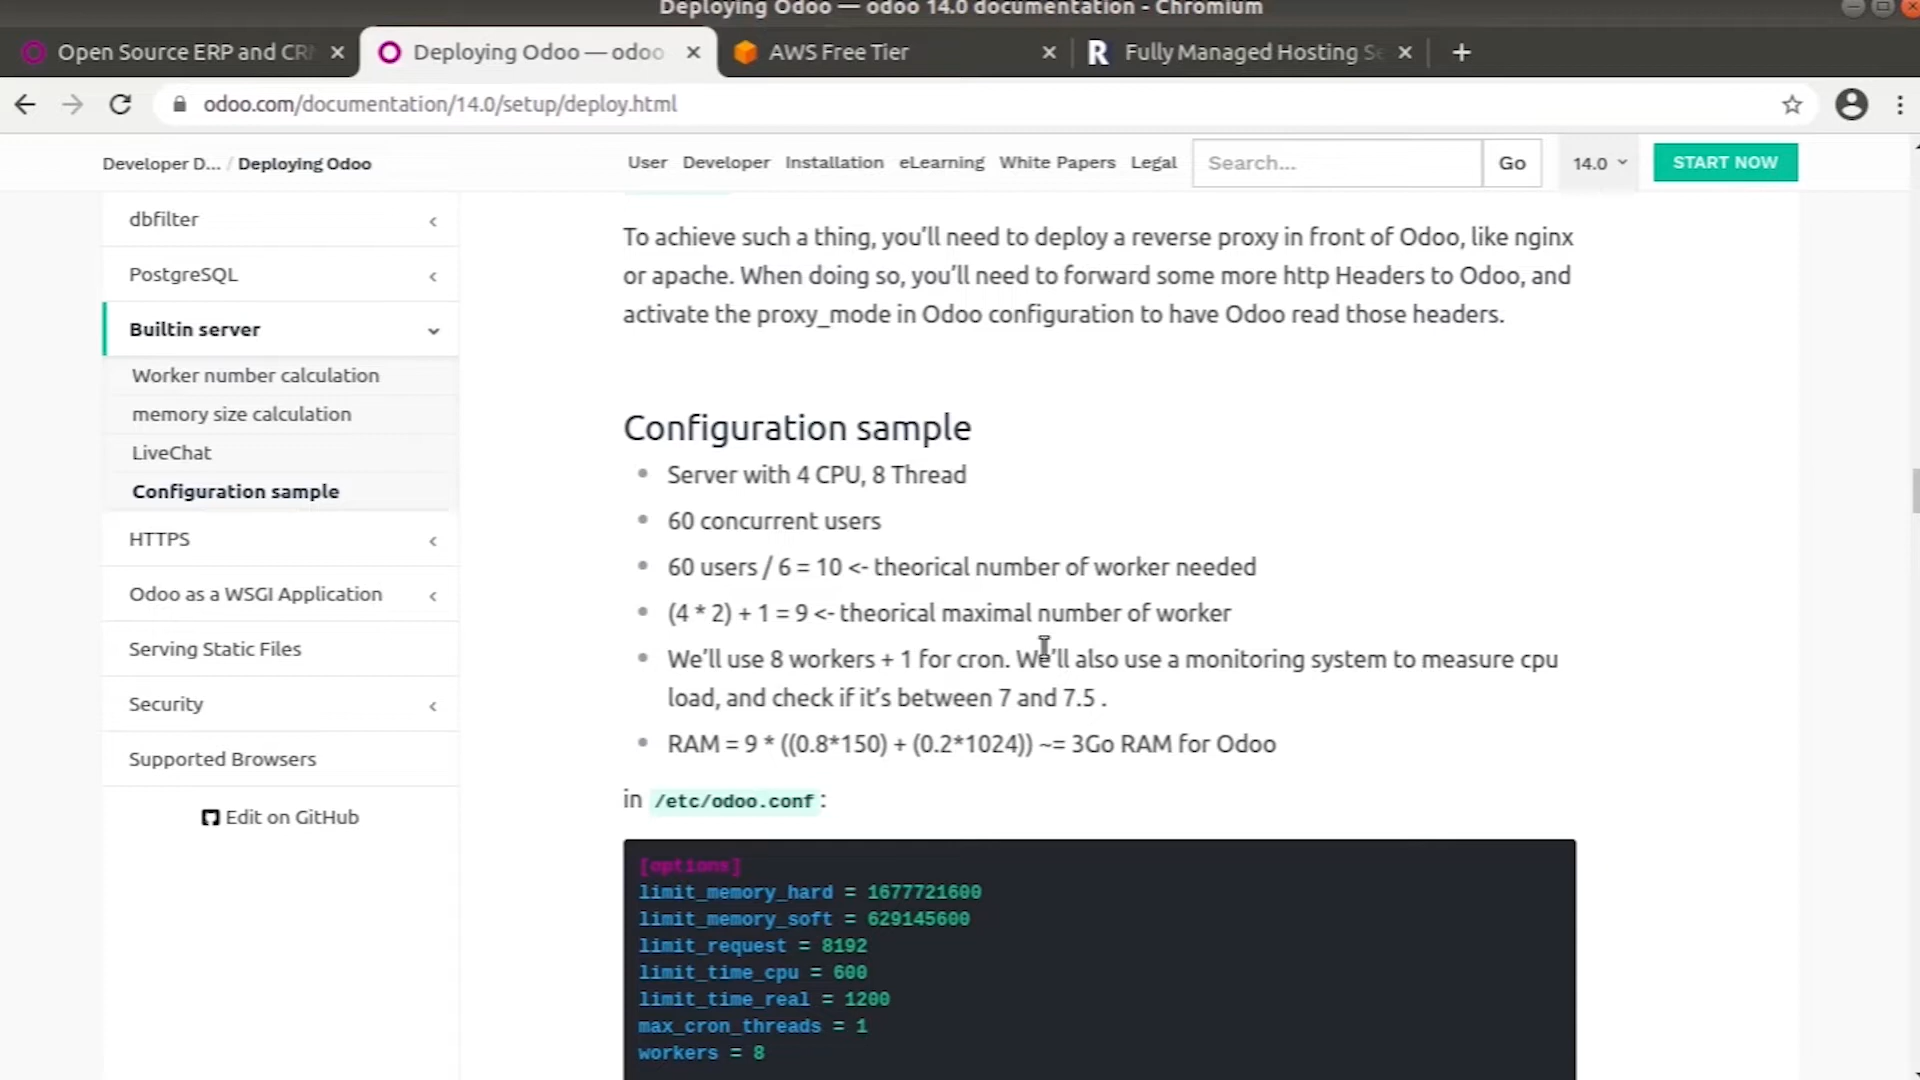 Deploying Odoo — odoo 14.0 documentation - Chromium
Open Source ERP and CR
Deploying Odoo — odoo
AWS Free Tier
R Fully Managed Hosting Se
odoo.com/documentation/14.0/setup/deploy.html
Developer D... / Deploying Odoo
User Developer Installation eLearning White Papers Legal
Search...
Go
14.0
START NOW
dbfilter
PostgreSQL
Builtin server
Worker number calculation
memory size calculation
LiveChat
Configuration sample
HTTPS
Odoo as a WSGI Application
Serving Static Files
Security
Supported Browsers
Edit on GitHub
To achieve such a thing, you’ll need to deploy a reverse proxy in front of Odoo, like nginx
or apache. When doing so, you’ll need to forward some more http Headers to Odoo, and
activate the proxy_mode in Odoo configuration to have Odoo read those headers.
Configuration sample
Server with 4 CPU, 8 Thread
60 concurrent users
60 users / 6 = 10 <- theorical number of worker needed
(4 * 2) + 1 = 9 <- theorical maximal number of worker
We’ll use 8 workers + 1 for cron. We’ll also use a monitoring system to measure cpu
load, and check if it’s between 7 and 7.5 .
RAM = 9 * ((0.8*150) + (0.2*1024)) ~= 3Go RAM for Odoo
in /etc/odoo.conf:
[options]
limit_memory_hard = 1677721600
limit_memory_soft = 629145600
limit_request = 8192
limit_time_cpu = 600
limit_time_real = 1200
max_cron_threads = 1
workers = 8